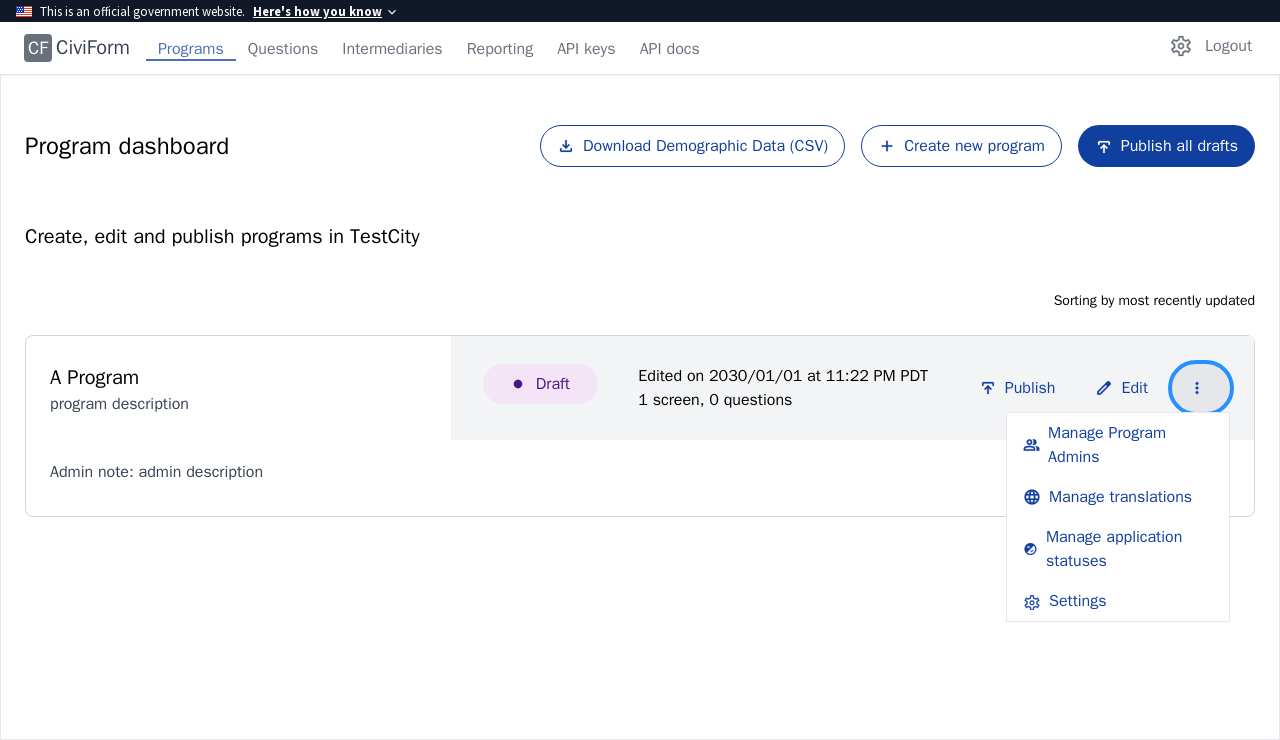 This is an official government website. Here's how you know
CF CiviForm Programs Questions Intermediaries Reporting API keys API docs Logout
Program dashboard Download Demographic Data (CSV) Create new program Publish all drafts
Create, edit and publish programs in TestCity
Sorting by most recently updated
A Program
program description
Draft
Edited on 2030/01/01 at 11:22 PM PDT
1 screen, 0 questions
Publish Edit
Admin note: admin description
Manage Program
Admins
Manage translations
Manage application
statuses
Settings